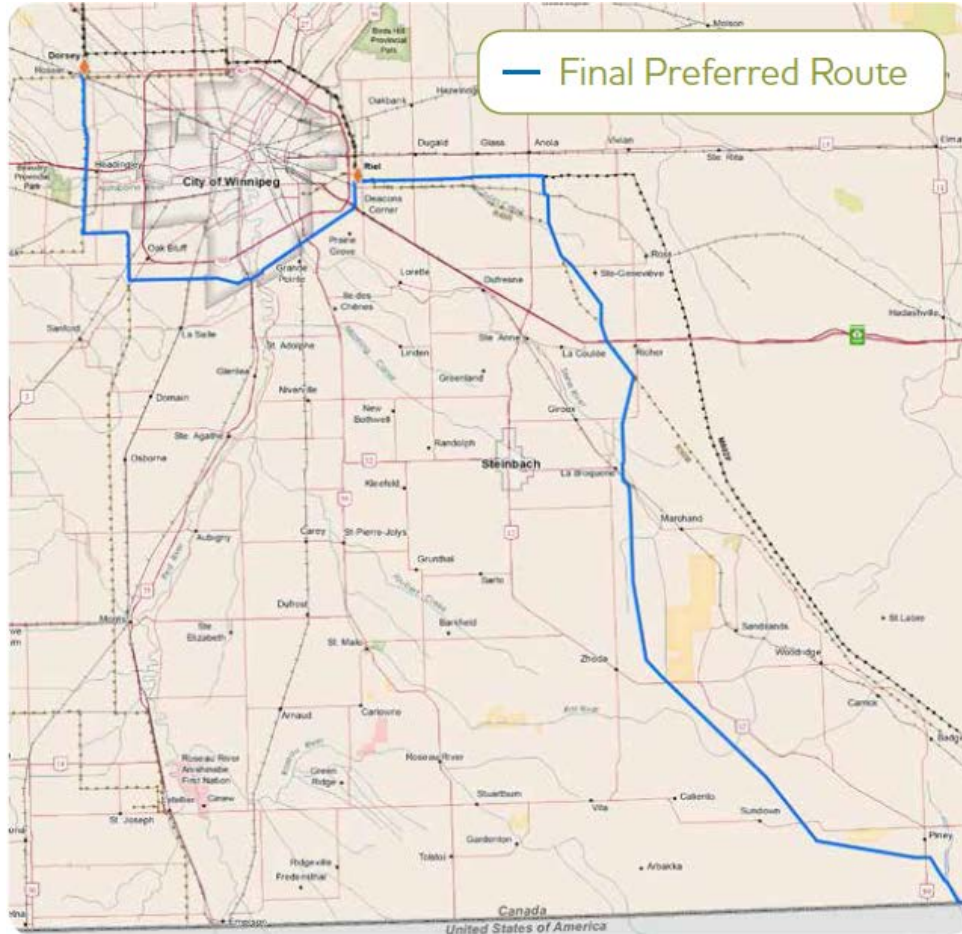 Final Preferred Route
Birds Hill
Provincial
Park
Molson
Dorsey
Rosser
Oakbank
Dugald
Glass
Anola
Vivian
Ste. Rita
Elma
Headingley
Riel
City of Winnipeg
Deacons
Corner
Oak Bluff
Prairie
Grove
Grande
Pointe
Lorette
Dufresne
Ste-Geneviève
Ross
Hadashville
Ile des
Chênes
Sanford
La Salle
St. Adolphe
Linden
Ste. Anne
La Coulée
Richer
Glenlea
Greenland
Niverville
Domain
New
Bothwell
Giroux
Ste. Agathe
Randolph
Osborne
Steinbach
La Broquerie
Kleefeld
Marchand
Aubigny
Carey
St-Pierre-Jolys
Grunthal
Sarto
Red River
Dufrost
Morris
Ste
Elizabeth
Barkfield
St. Malo
Sandilands
St. Labre
Woodridge
Zhoda
Carrick
Arnaud
Carlowrie
Roseau River
Anishinabe
First Nation
Roseau River
Green
Ridge
Letellier
St. Joseph
Stuartburn
Vita
Caliento
Sundown
Gardenton
Piney
Tolstoi
Ridgeville
Fredensthal
Arbakka
Emerson
Canada
United States of America